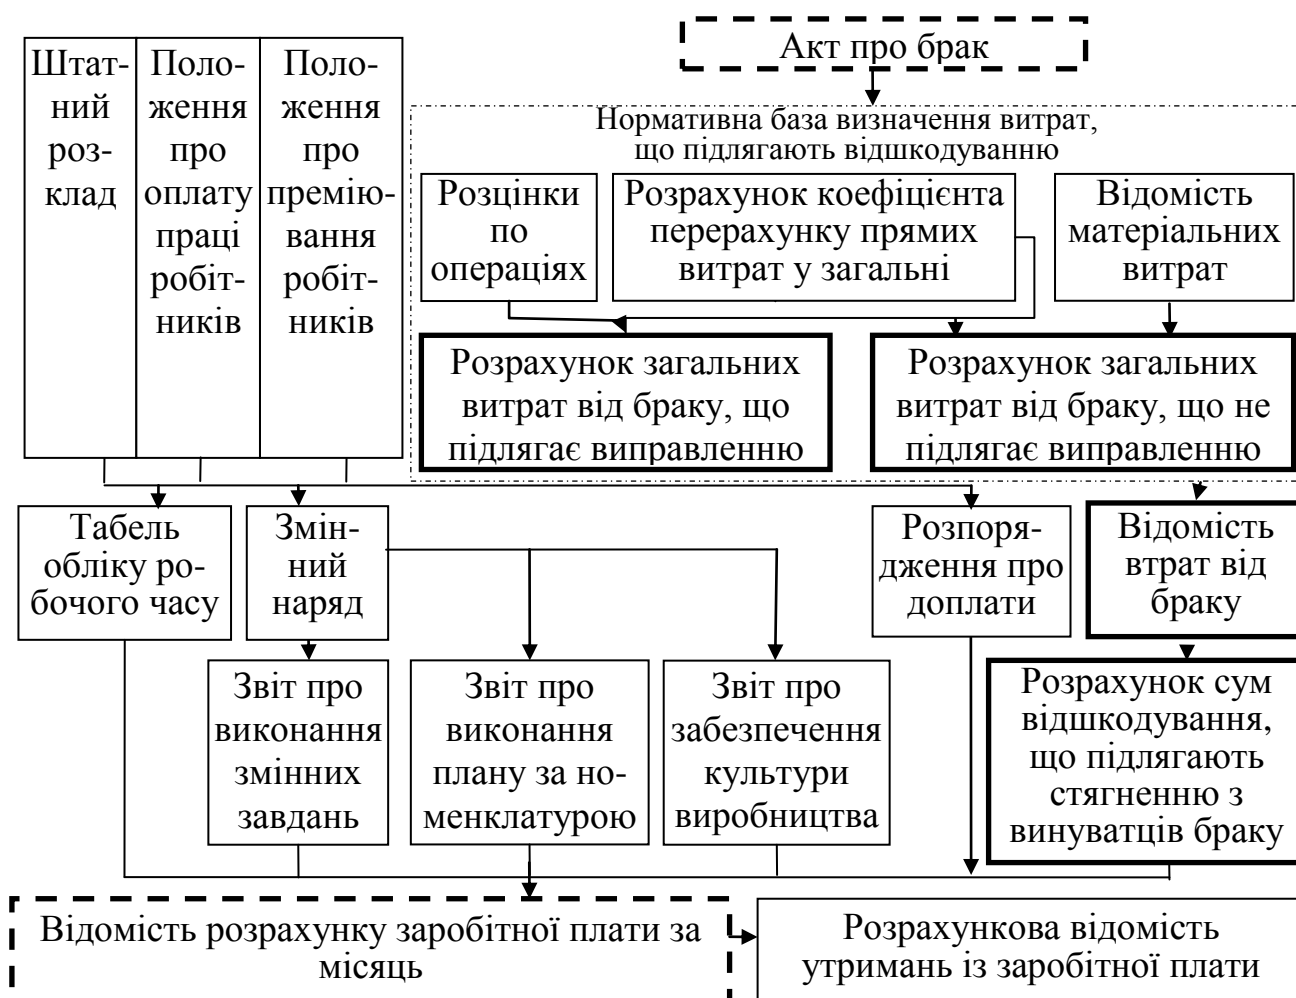 Штат-
ний
роз-
клад
Поло-
ження
про
оплату
праці
робіт-
ників
Поло-
ження
про
премію-
вання
робіт-
ників
Акт про брак
Нормативна база визначення витрат,
що підлягають відшкодуванню
Розцінки
по
операціях
Розрахунок коефіцієнта
перерахунку прямих
витрат у загальні
Відомість
матеріальних
витрат
Розрахунок загальних
витрат від браку, що
підлягає виправленню
Розрахунок загальних
витрат від браку, що не
підлягає виправленню
Табель
обліку ро-
бочого часу
Змін-
ний
наряд
Розпоря-
дження про
доплати
Відомість
втрат від
браку
Звіт про
виконання
змінних
завдань
Звіт про
виконання
плану за но-
менклатурою
Звіт про
забезпечення
культури
виробництва
Розрахунок сум
відшкодування,
що підлягають
стягненню з
винуватців браку
Відомість розрахунку заробітної плати за
місяць
Розрахункова відомість
утримань із заробітної плати